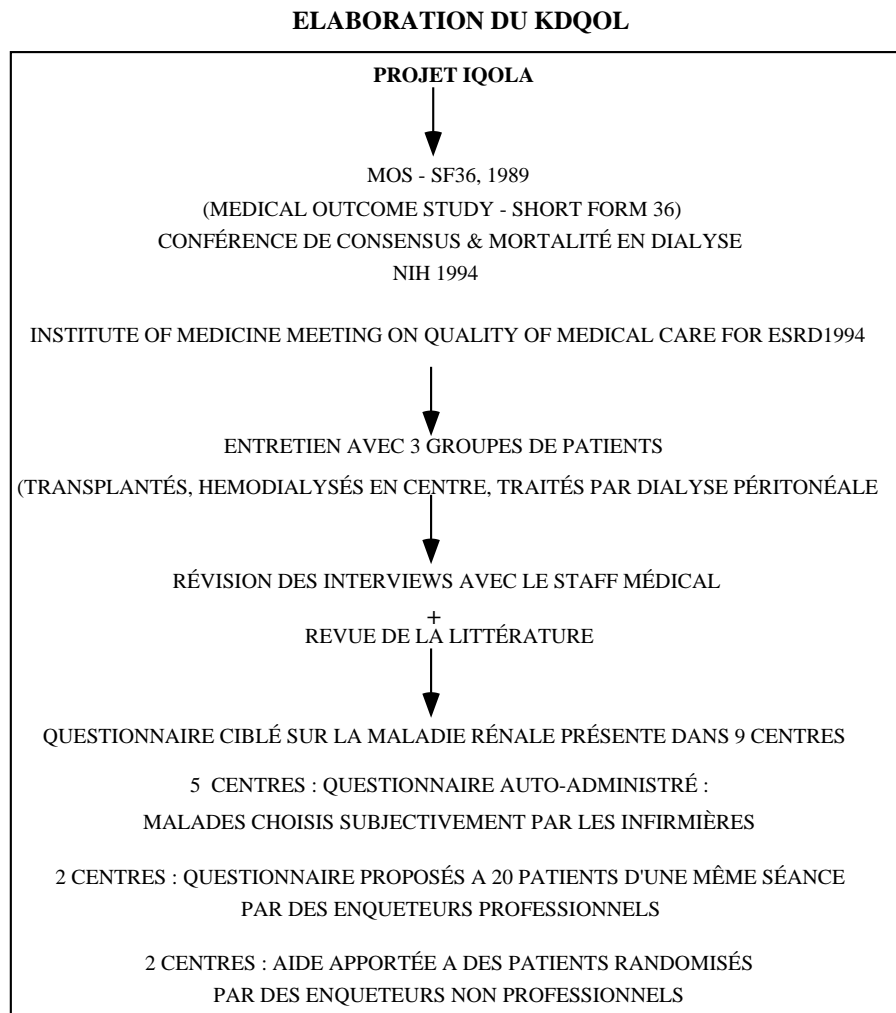 ELABORATION DU KDQOL
PROJET IQOLA
MOS - SF36, 1989
(MEDICAL OUTCOME STUDY - SHORT FORM 36)
CONFÉRENCE DE CONSENSUS & MORTALITÉ EN DIALYSE
NIH 1994
INSTITUTE OF MEDICINE MEETING ON QUALITY OF MEDICAL CARE FOR ESRD1994
ENTRETIEN AVEC 3 GROUPES DE PATIENTS
(TRANSPLANTÉS, HEMODIALYSÉS EN CENTRE, TRAITÉS PAR DIALYSE PÉRITONÉALE
RÉVISION DES INTERVIEWS AVEC LE STAFF MÉDICAL
+
REVUE DE LA LITTÉRATURE
QUESTIONNAIRE CIBLÉ SUR LA MALADIE RÉNALE PRÉSENTE DANS 9 CENTRES
5 CENTRES : QUESTIONNAIRE AUTO-ADMINISTRÉ :
MALADES CHOISIS SUBJECTIVEMENT PAR LES INFIRMIÈRES
2 CENTRES : QUESTIONNAIRE PROPOSÉS A 20 PATIENTS D'UNE MÊME SÉANCE
PAR DES ENQUETEURS PROFESSIONNELS
2 CENTRES : AIDE APPORTÉE A DES PATIENTS RANDOMISÉS
PAR DES ENQUETEURS NON PROFESSIONNELS